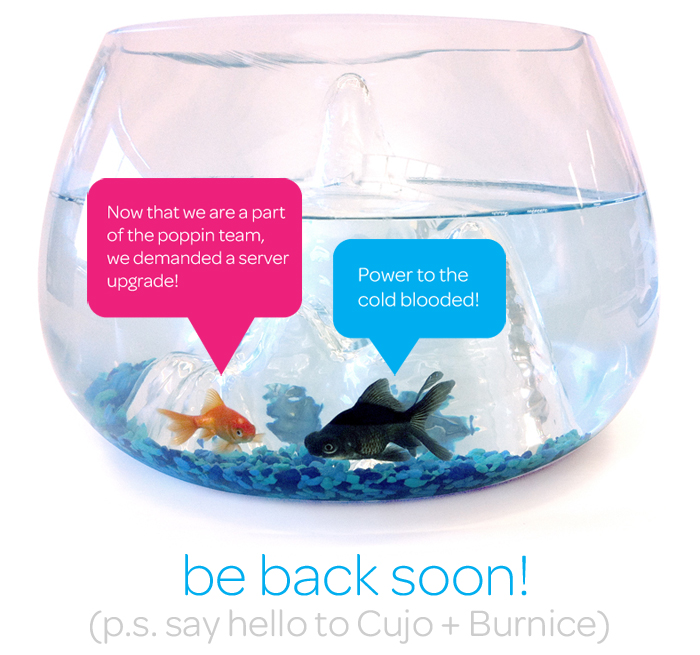 Now that we are a part
of the poppin team,
we demanded a server
upgrade!
Power to the
cold blooded!
be back soon!
(p.s. say hello to Cujo + Burnice)